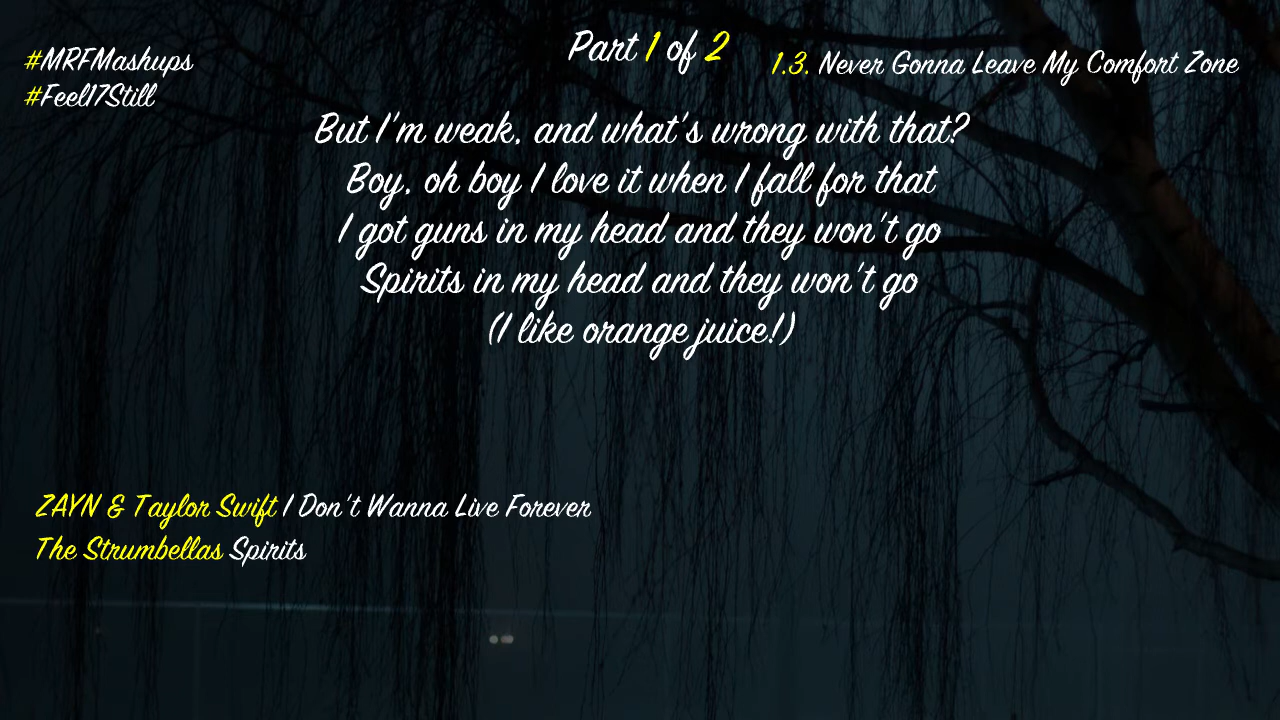 #MRFMashups
#Feel17Still
Part 1 of 2
1.3. Never Gonna Leave My Comfort Zone
But I'm weak, and what's wrong with that?
Boy, oh boy I love it when I fall for that
I got guns in my head and they won't go
Spirits in my head and they won't go
(I like orange juice!)
ZAYN & Taylor Swift I Don't Wanna Live Forever
The Strumbellas Spirits